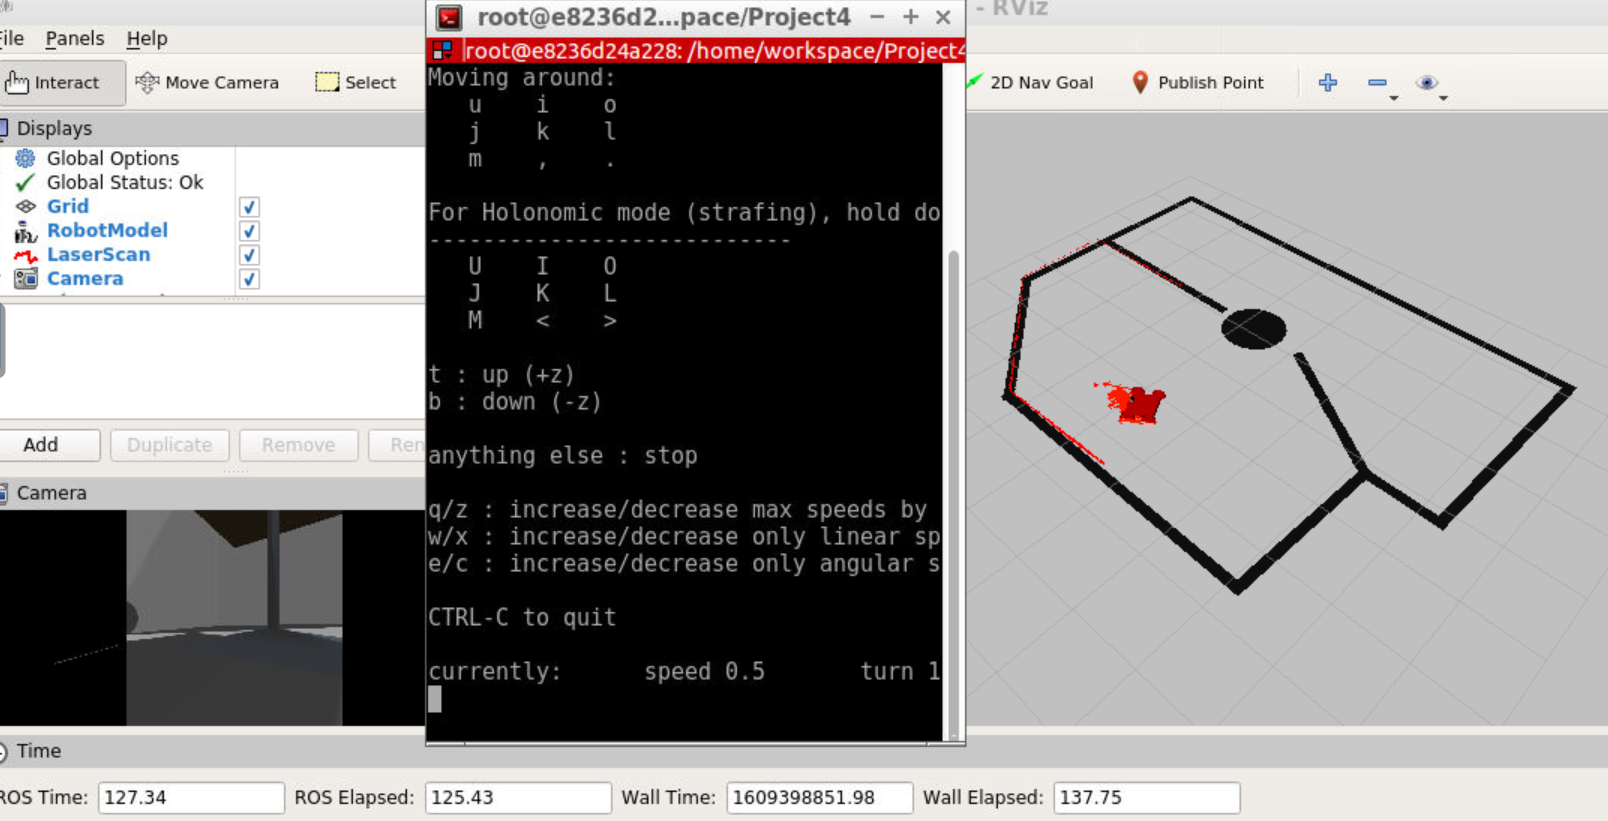 - RViz
File Panels Help
Interact Move Camera Select 2D Nav Goal Publish Point
Displays
Global Options
Global Status: Ok
Grid
RobotModel
LaserScan
Camera
Add Duplicate Remove Ren
Camera
root@e8236d2...pace/Project4
root@e8236d24a228: /home/workspace/Project4
Moving around:
u i o
j k l
m , .
For Holonomic mode (strafing), hold do
---------------------------
U I O
J K L
M < >
t : up (+z)
b : down (-z)
anything else : stop
q/z : increase/decrease max speeds by
w/x : increase/decrease only linear sp
e/c : increase/decrease only angular s
CTRL-C to quit
currently: speed 0.5 turn 1
Time
ROS Time: 127.34 ROS Elapsed: 125.43 Wall Time: 1609398851.98 Wall Elapsed: 137.75